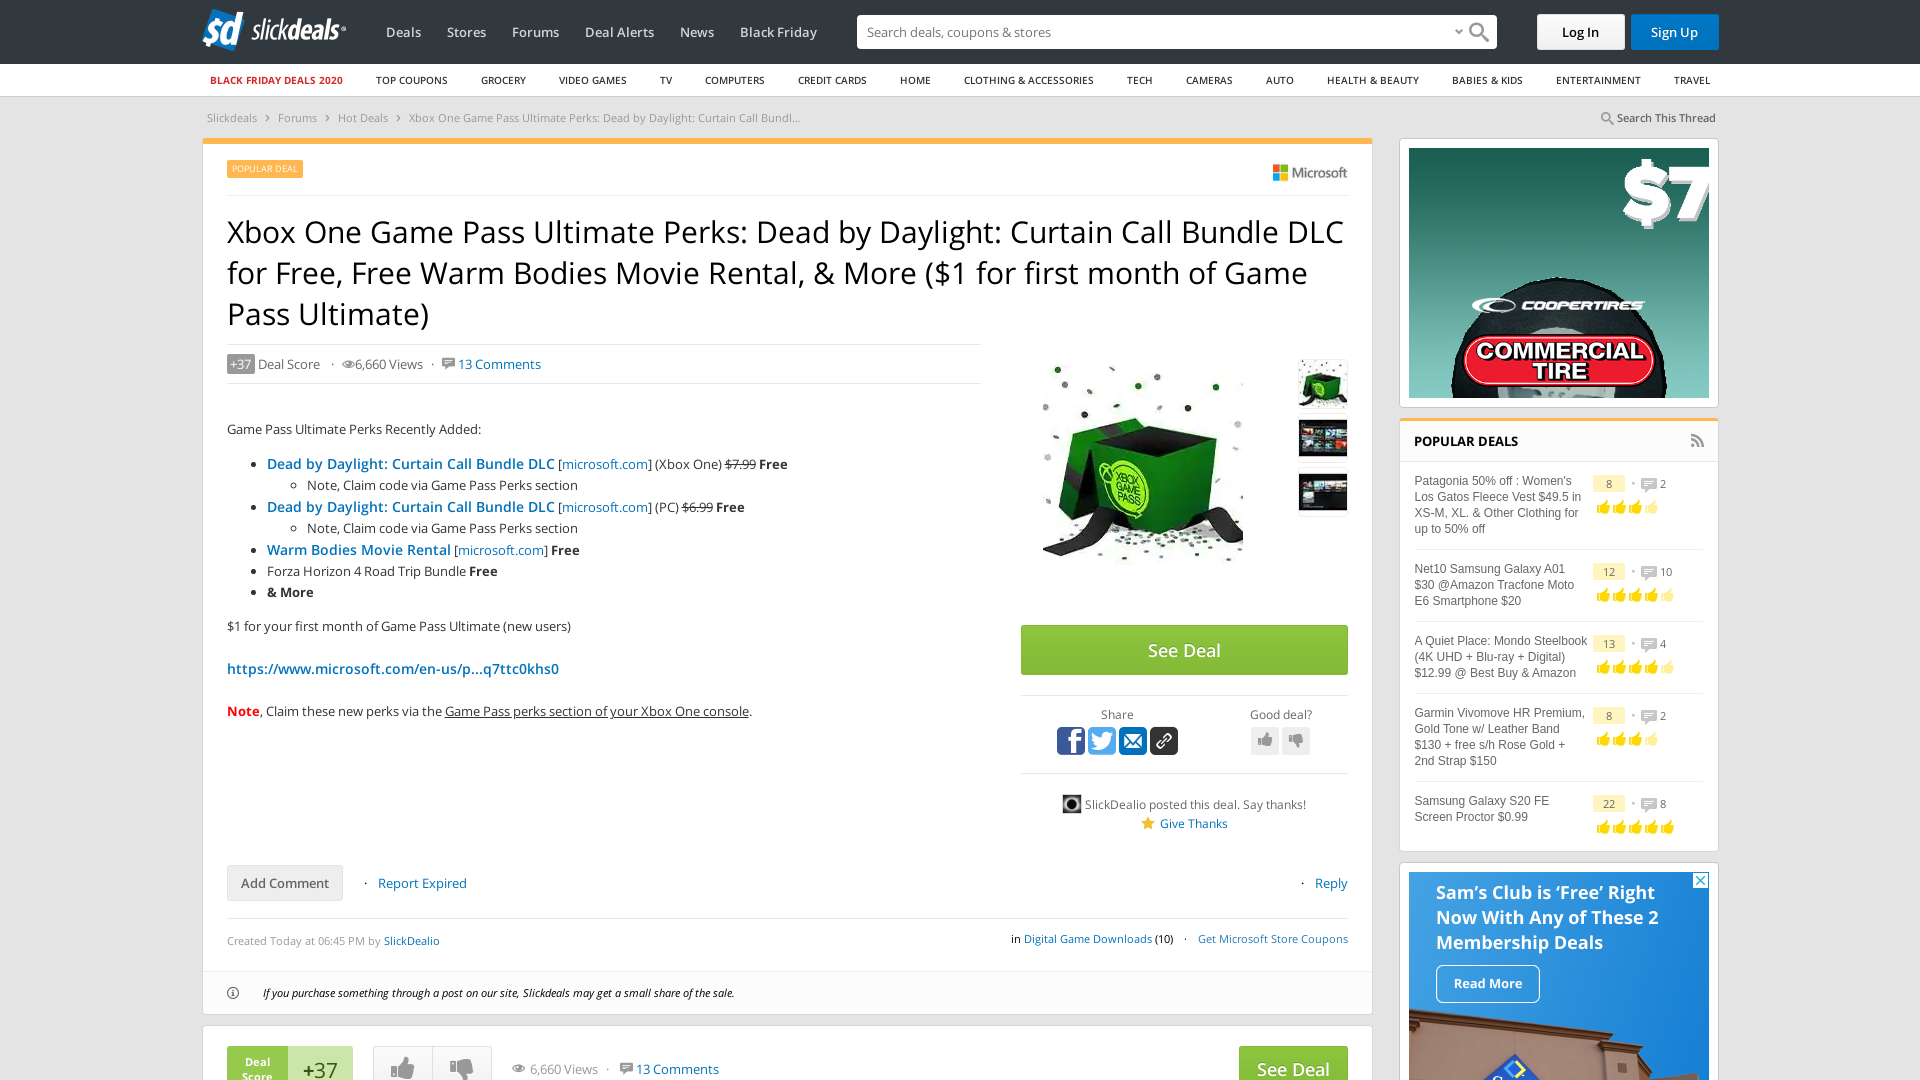 slickdeals
Deals
Stores
Forums
Deal Alerts
News
Black Friday
Search deals, coupons & stores
Log In
Sign Up
BLACK FRIDAY DEALS 2020
TOP COUPONS
GROCERY
VIDEO GAMES
TV
COMPUTERS
CREDIT CARDS
HOME
CLOTHING & ACCESSORIES
TECH
CAMERAS
AUTO
HEALTH & BEAUTY
BABIES & KIDS
ENTERTAINMENT
TRAVEL
Slickdeals › Forums › Hot Deals › Xbox One Game Pass Ultimate Perks: Dead by Daylight: Curtain Call Bundl...
Search This Thread
POPULAR DEAL
Microsoft
Xbox One Game Pass Ultimate Perks: Dead by Daylight: Curtain Call Bundle DLC
for Free, Free Warm Bodies Movie Rental, & More ($1 for first month of Game
Pass Ultimate)
+37 Deal Score · 6,660 Views · 13 Comments
Game Pass Ultimate Perks Recently Added:
Dead by Daylight: Curtain Call Bundle DLC [microsoft.com] (Xbox One) $7.99 Free
Note, Claim code via Game Pass Perks section
Dead by Daylight: Curtain Call Bundle DLC [microsoft.com] (PC) $6.99 Free
Note, Claim code via Game Pass Perks section
Warm Bodies Movie Rental [microsoft.com] Free
Forza Horizon 4 Road Trip Bundle Free
& More
$1 for your first month of Game Pass Ultimate (new users)
https://www.microsoft.com/en-us/p...q7ttc0khs0
Note, Claim these new perks via the Game Pass perks section of your Xbox One console.
XBOX
GAME
PASS
See Deal
Share
Good deal?
SlickDealio posted this deal. Say thanks!
Give Thanks
Add Comment
· Report Expired
· Reply
Created Today at 06:45 PM by SlickDealio
in Digital Game Downloads (10) · Get Microsoft Store Coupons
If you purchase something through a post on our site, Slickdeals may get a small share of the sale.
Deal
Score
+37
6,660 Views · 13 Comments
See Deal
$7
COOPERTIRES
COMMERCIAL
TIRE
POPULAR DEALS
Patagonia 50% off : Women's
Los Gatos Fleece Vest $49.5 in
XS-M, XL. & Other Clothing for
up to 50% off
8 · 2
Net10 Samsung Galaxy A01
$30 @Amazon Tracfone Moto
E6 Smartphone $20
12 · 10
A Quiet Place: Mondo Steelbook
(4K UHD + Blu-ray + Digital)
$12.99 @ Best Buy & Amazon
13 · 4
Garmin Vivomove HR Premium,
Gold Tone w/ Leather Band
$130 + free s/h Rose Gold +
2nd Strap $150
8 · 2
Samsung Galaxy S20 FE
Screen Proctor $0.99
22 · 8
Sam's Club is ‘Free’ Right
Now With Any of These 2
Membership Deals
Read More